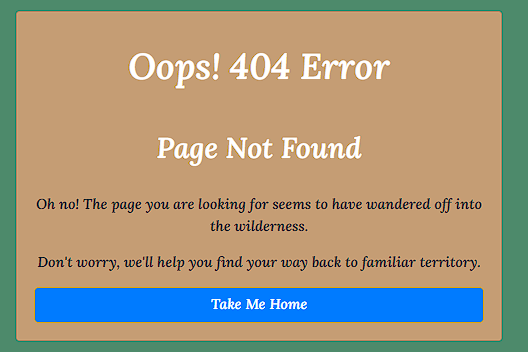 Oops! 404 Error
Page Not Found
Oh no! The page you are looking for seems to have wandered off into
the wilderness.
Don't worry, we'll help you find your way back to familiar territory.
Take Me Home